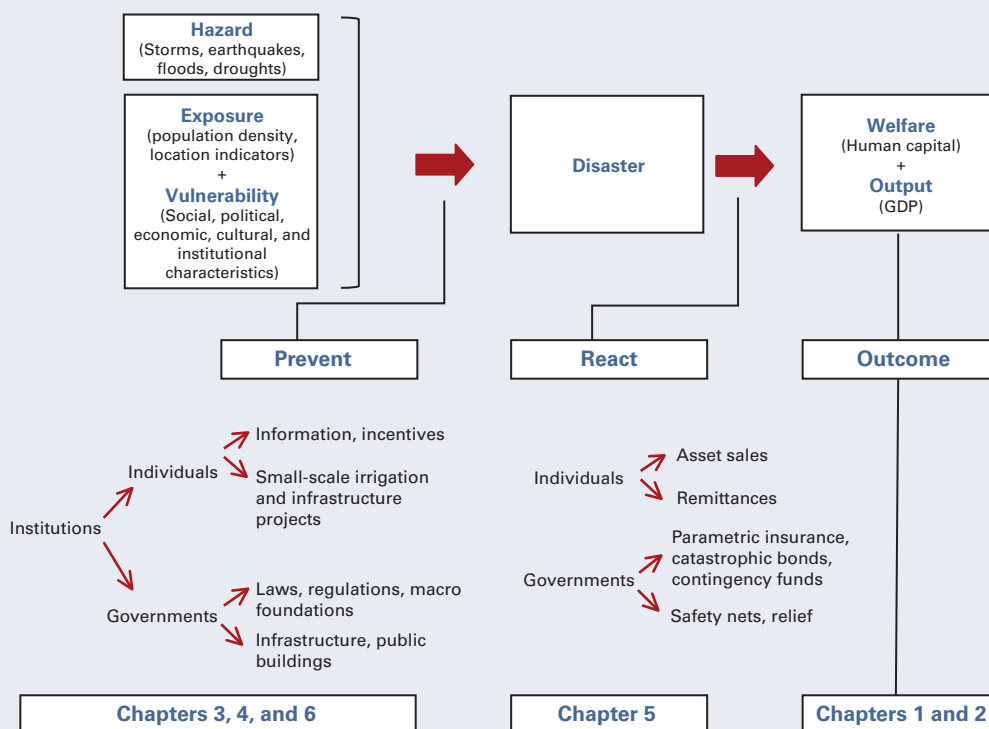 Hazard
(Storms, earthquakes,
floods, droughts)
Exposure
(population density,
location indicators)
+
Vulnerability
(Social, political,
economic, cultural, and
institutional
characteristics)
Disaster
Welfare
(Human capital)
+
Output
(GDP)
Prevent
React
Outcome
Institutions
Individuals
Information, incentives
Small-scale irrigation
and infrastructure
projects
Governments
Laws, regulations, macro
foundations
Infrastructure, public
buildings
Individuals
Asset sales
Remittances
Governments
Parametric insurance,
catastrophic bonds,
contingency funds
Safety nets, relief
Chapters 3, 4, and 6
Chapter 5
Chapters 1 and 2